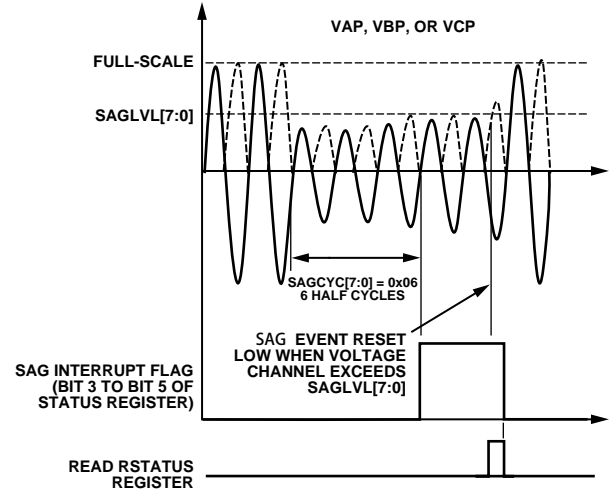 VAP, VBP, OR VCP
FULL-SCALE
SAGLVL[7:0]
SAGCYC[7:0] = 0x06
6 HALF CYCLES
SAG EVENT RESET
LOW WHEN VOLTAGE
CHANNEL EXCEEDS
SAGLVL[7:0]
SAG INTERRUPT FLAG
(BIT 3 TO BIT 5 OF
STATUS REGISTER)
READ RSTATUS
REGISTER